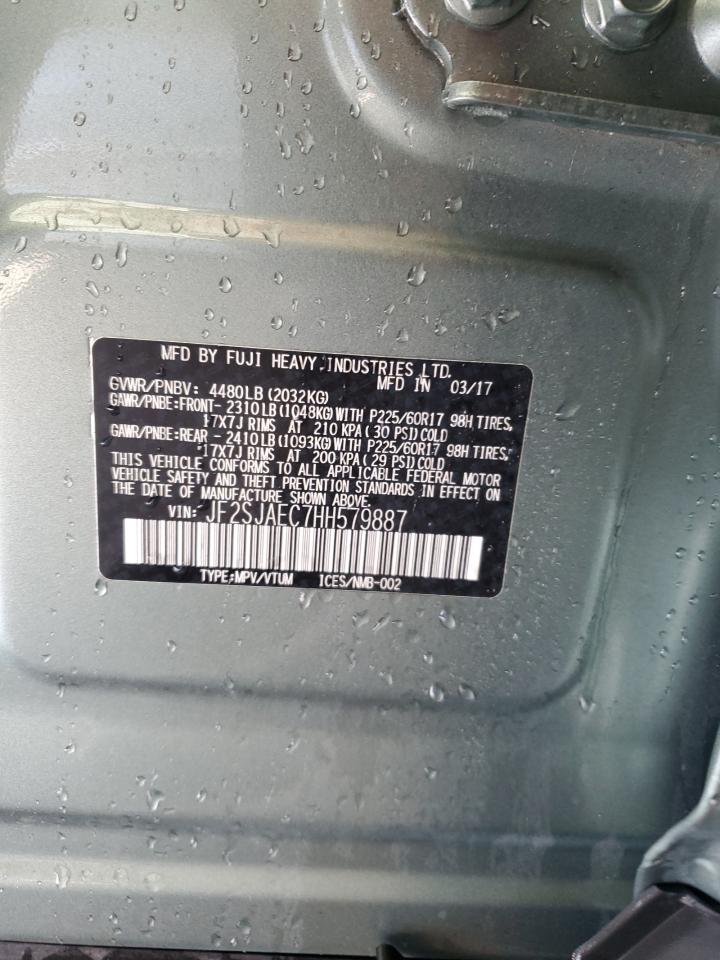 MFD BY FUJI HEAVY INDUSTRIES LTD.
GVWR/PNBV: 4480LB(2032KG) MFD IN 03/17
GAWR/PNBE:FRONT- 2310LB(1048KG)WITH P225/60R17 98H TIRES,
17X7J RIMS AT 210 KPA(30 PSI)COLD
GAWR/PNBE:REAR - 2410LB(1093KG)WITH P225/60R17 98H TIRES,
17X7J RIMS AT 200 KPA(29 PSI)COLD
THIS VEHICLE CONFORMS TO ALL APPLICABLE FEDERAL MOTOR
VEHICLE SAFETY AND THEFT PREVENTION STANDARDS IN EFFECT ON
THE DATE OF MANUFACTURE SHOWN ABOVE.
VIN: JF2SJAEC7HH579887
TYPE:MPV/VTUM ICES/NMB-002